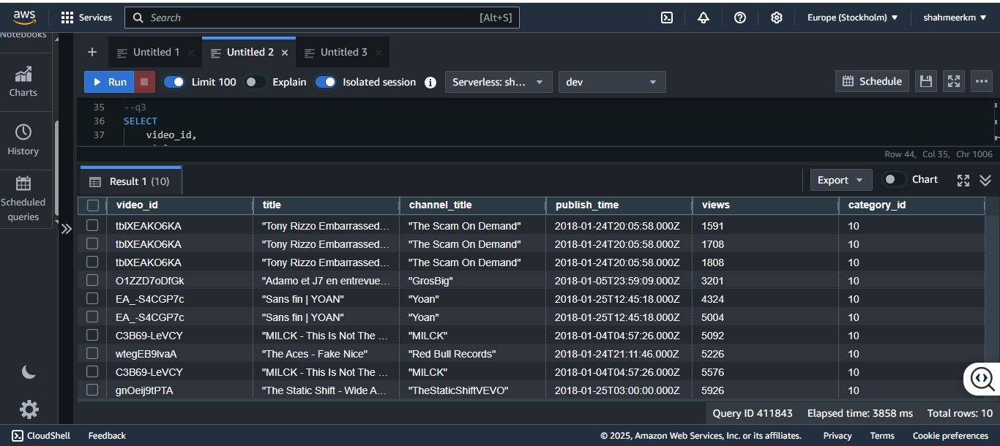 aws Services Search [Alt+S] Europe (Stockholm) shahmeerkm
Notebooks
Charts
History
Scheduled
queries
+ Untitled 1 × Untitled 2 × Untitled 3 ×
Run Limit 100 Explain Isolated session Serverless: sh... dev Schedule
35 --q3
36 SELECT
37 video_id,
Row 44, Col 35, Chr 1006
Result 1 (10) Export Chart
video_id title channel_title publish_time views category_id
tblXEAKO6KA "Tony Rizzo Embarrassed... "The Scam On Demand" 2018-01-24T20:05:58.000Z 1591 10
tblXEAKO6KA "Tony Rizzo Embarrassed... "The Scam On Demand" 2018-01-24T20:05:58.000Z 1708 10
tblXEAKO6KA "Tony Rizzo Embarrassed... "The Scam On Demand" 2018-01-24T20:05:58.000Z 1808 10
O1ZZD7oDfGk "Adamo et J7 en entrevue... "GrosBig" 2018-01-05T23:59:09.000Z 3201 10
EA_-S4CGP7c "Sans fin | YOAN" "Yoan" 2018-01-25T12:45:18.000Z 4324 10
EA_-S4CGP7c "Sans fin | YOAN" "Yoan" 2018-01-25T12:45:18.000Z 5004 10
C3B69-LeVCY "MILCK - This Is Not The ... "MILCK" 2018-01-04T04:57:26.000Z 5092 10
wtegEB9lvaA "The Aces - Fake Nice" "Red Bull Records" 2018-01-24T21:11:46.000Z 5226 10
C3B69-LeVCY "MILCK - This Is Not The ... "MILCK" 2018-01-04T04:57:26.000Z 5576 10
gnOeij9tPTA "The Static Shift - Wide A... "TheStaticShiftVEVO" 2018-01-25T03:00:00.000Z 5926 10
Query ID 411843 Elapsed time: 3858 ms Total rows: 10
CloudShell Feedback © 2025, Amazon Web Services, Inc. or its affiliates. Privacy Terms Cookie preferences